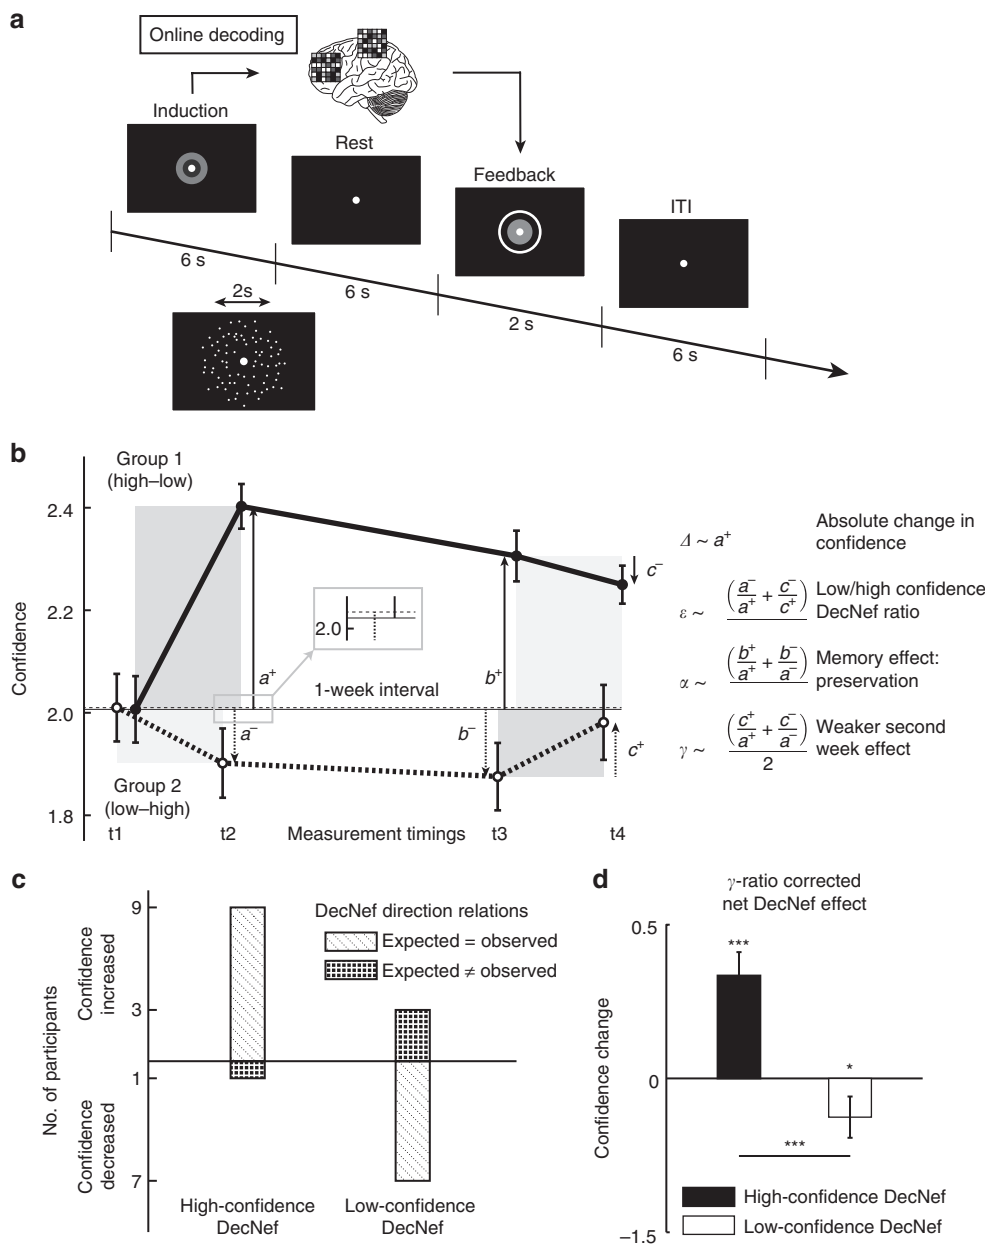 a
Online decoding
Induction
Rest
Feedback
ITI
6 s
6 s
2 s
6 s
2s
b
Group 1
(high–low)
2.4
2.2
2.0
1.8
Confidence
a⁺
a⁻
b⁺
b⁻
c⁻
c⁺
2.0
1-week interval
Group 2
(low–high)
t1
t2
Measurement timings
t3
t4
Δ ~ a⁺
Absolute change in
confidence
ε ~ (a⁻/a⁺ + c⁻/c⁺)
Low/high confidence
DecNef ratio
α ~ (b⁺/a⁺ + b⁻/a⁻)
Memory effect:
preservation
γ ~ (c⁺/a⁺ + c⁻/a⁻)/2
Weaker second
week effect
c
No. of participants
Confidence
increased
Confidence
decreased
9
3
1
7
DecNef direction relations
Expected = observed
Expected ≠ observed
High-confidence
DecNef
Low-confidence
DecNef
d
γ-ratio corrected
net DecNef effect
Confidence change
0.5
0
–1.5
***
*
***
High-confidence DecNef
Low-confidence DecNef